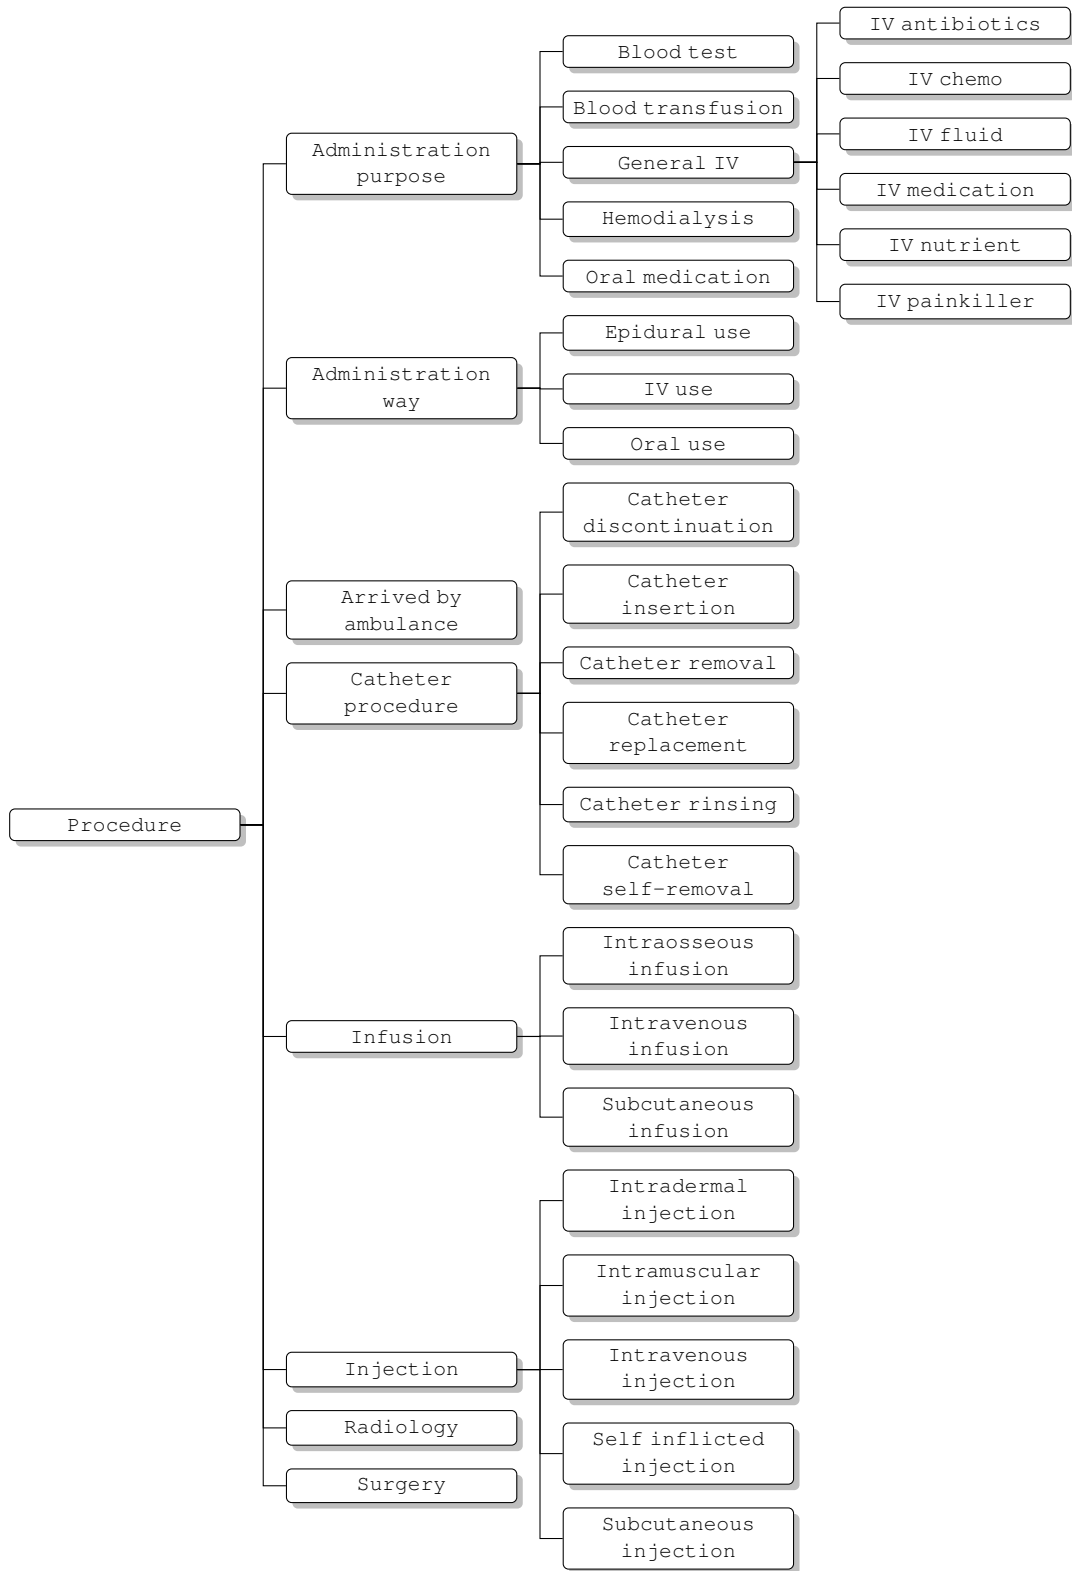 Procedure
Administration
purpose
Blood test
Blood transfusion
General IV
IV antibiotics
IV chemo
IV fluid
IV medication
IV nutrient
IV painkiller
Hemodialysis
Oral medication
Administration
way
Epidural use
IV use
Oral use
Arrived by
ambulance
Catheter
procedure
Catheter
discontinuation
Catheter
insertion
Catheter removal
Catheter
replacement
Catheter rinsing
Catheter
self-removal
Infusion
Intraosseous
infusion
Intravenous
infusion
Subcutaneous
infusion
Injection
Intradermal
injection
Intramuscular
injection
Intravenous
injection
Self inflicted
injection
Subcutaneous
injection
Radiology
Surgery